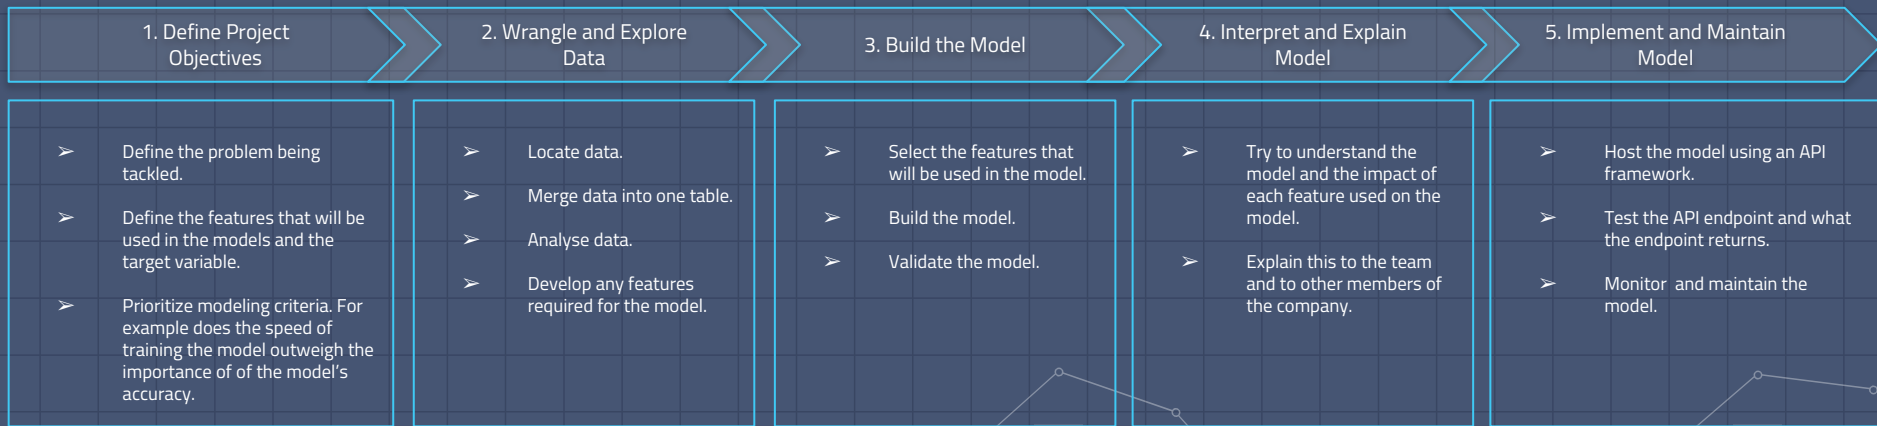 1. Define Project
Objectives
2. Wrangle and Explore
Data
3. Build the Model
4. Interpret and Explain
Model
5. Implement and Maintain
Model
➢ Define the problem being
tackled.
➢ Define the features that will be
used in the models and the
target variable.
➢ Prioritize modeling criteria. For
example does the speed of
training the model outweigh the
importance of of the model’s
accuracy.
➢ Locate data.
➢ Merge data into one table.
➢ Analyse data.
➢ Develop any features
required for the model.
➢ Select the features that
will be used in the model.
➢ Build the model.
➢ Validate the model.
➢ Try to understand the
model and the impact of
each feature used on the
model.
➢ Explain this to the team
and to other members of
the company.
➢ Host the model using an API
framework.
➢ Test the API endpoint and what
the endpoint returns.
➢ Monitor  and maintain the
model.